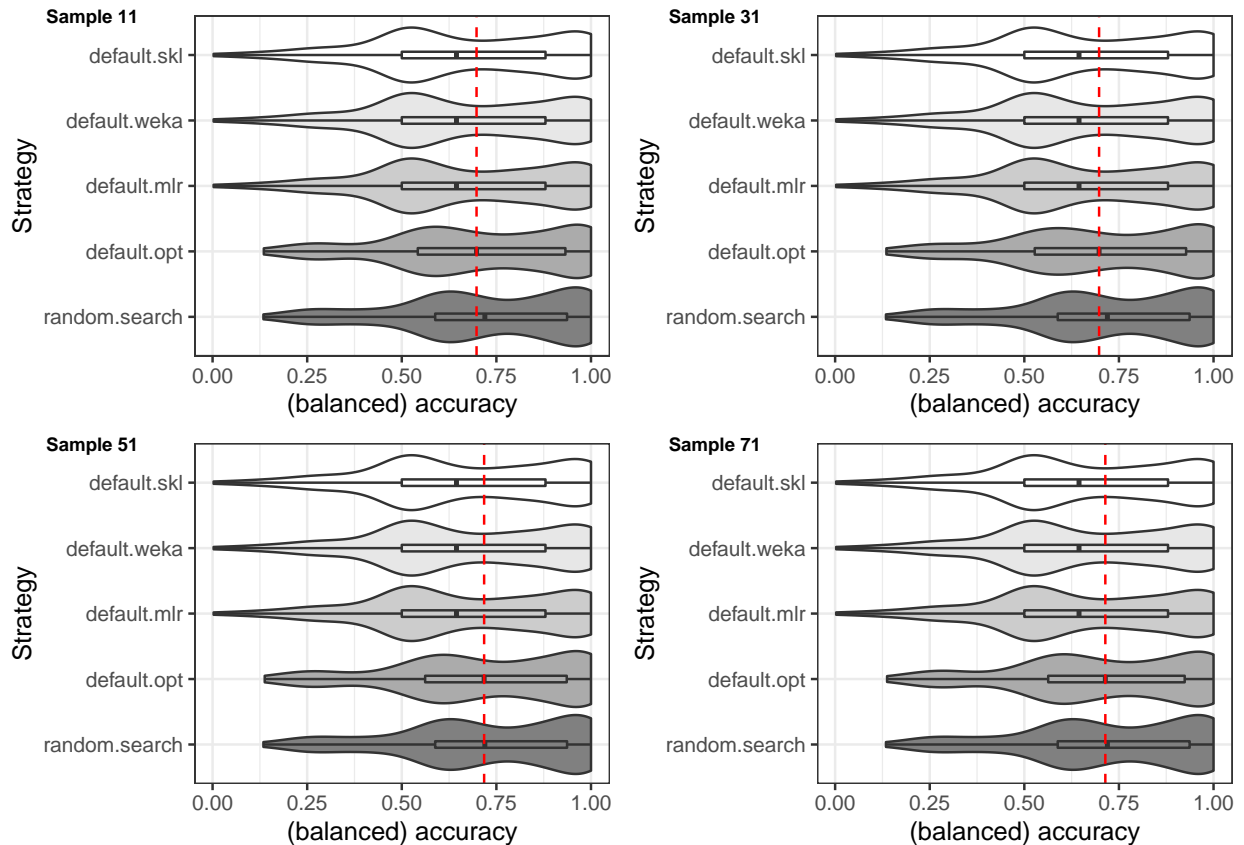 Sample 11
default.skl
default.weka
default.mlr
default.opt
random.search
Strategy
0.00 0.25 0.50 0.75 1.00
(balanced) accuracy
Sample 31
default.skl
default.weka
default.mlr
default.opt
random.search
Strategy
0.00 0.25 0.50 0.75 1.00
(balanced) accuracy
Sample 51
default.skl
default.weka
default.mlr
default.opt
random.search
Strategy
0.00 0.25 0.50 0.75 1.00
(balanced) accuracy
Sample 71
default.skl
default.weka
default.mlr
default.opt
random.search
Strategy
0.00 0.25 0.50 0.75 1.00
(balanced) accuracy